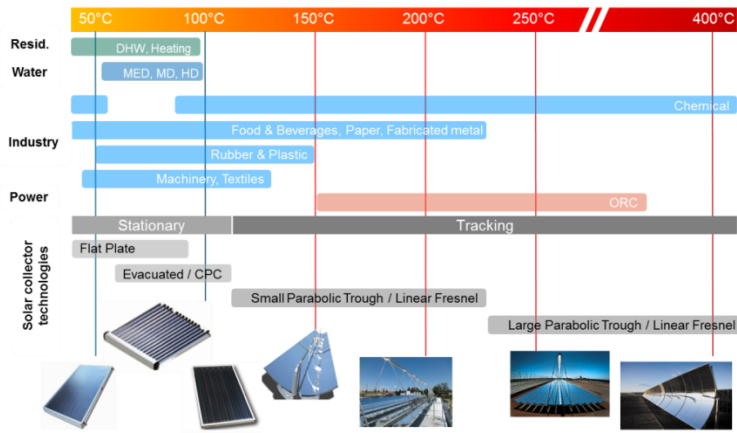 50°C 100°C 150°C 200°C 250°C 400°C
Resid. DHW, Heating
Water MED, MD, HD
Chemical
Industry Food & Beverages, Paper, Fabricated metal
Rubber & Plastic
Machinery, Textiles
Power ORC
Stationary Tracking
Solar collector
technologies
Flat Plate
Evacuated / CPC
Small Parabolic Trough / Linear Fresnel
Large Parabolic Trough / Linear Fresnel